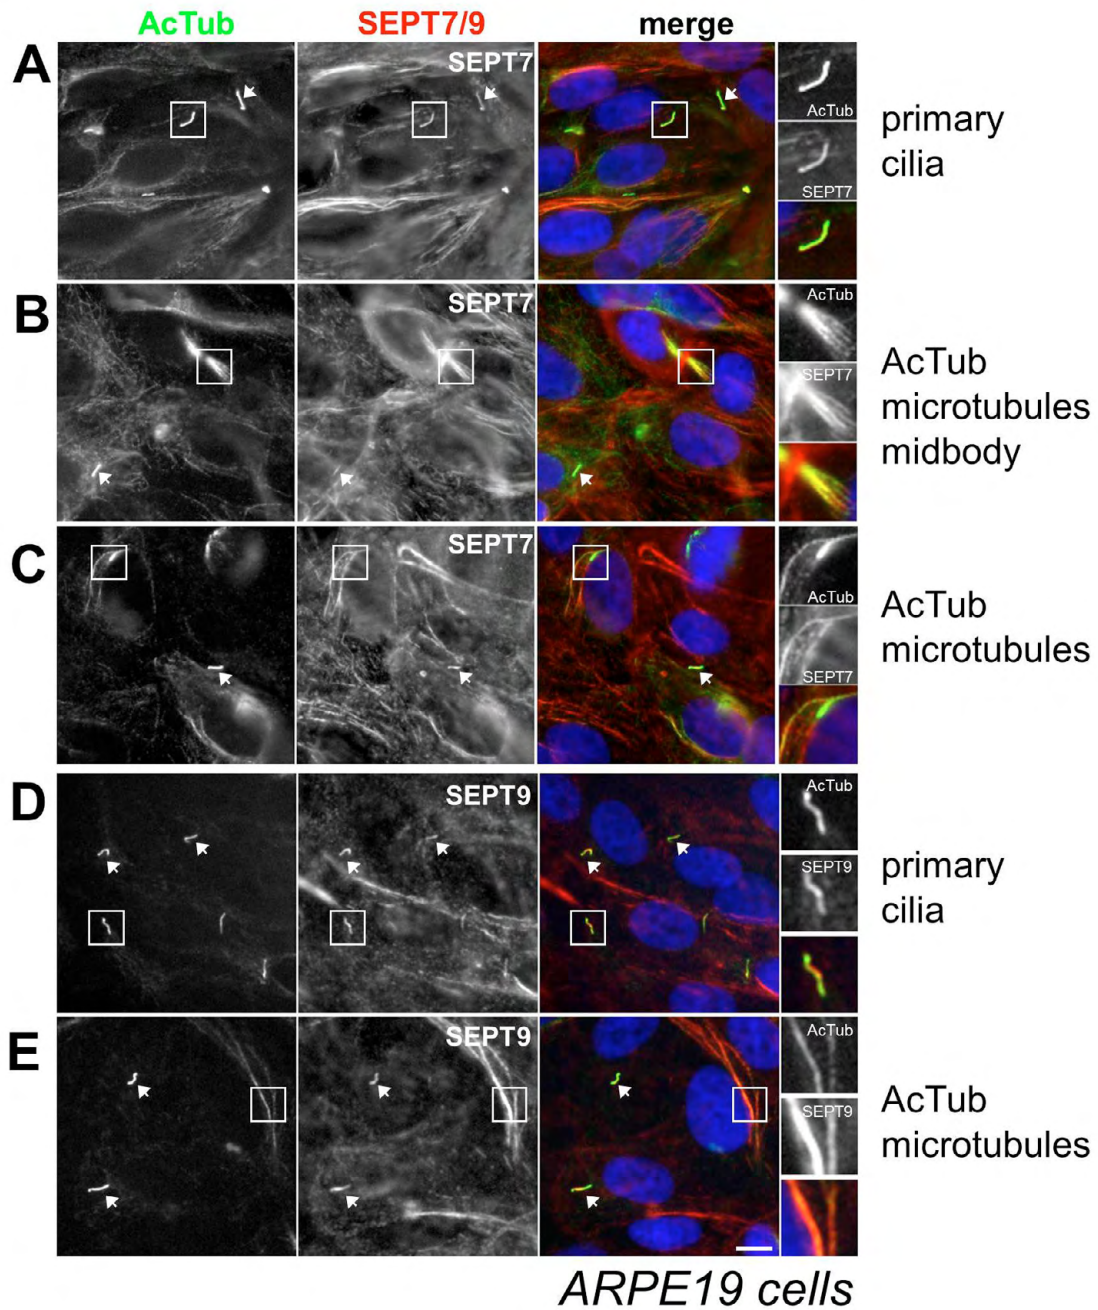 AcTub SEPT7/9 merge
A SEPT7
AcTub
SEPT7
primary
cilia
B SEPT7
AcTub
SEPT7
AcTub
microtubules
midbody
C SEPT7
AcTub
SEPT7
AcTub
microtubules
D SEPT9
AcTub
SEPT9
primary
cilia
E SEPT9
AcTub
SEPT9
AcTub
microtubules
ARPE19 cells